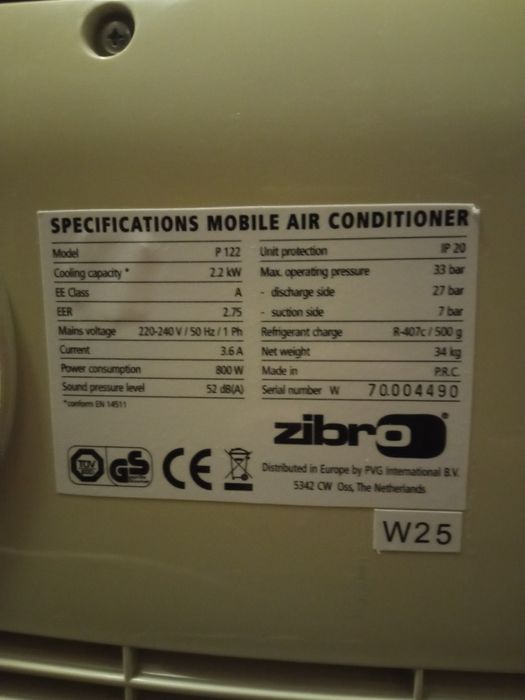 SPECIFICATIONS MOBILE AIR CONDITIONER
Model P 122
Cooling capacity * 2.2 kW
EE Class A
EER 2.75
Mains voltage 220-240 V / 50 Hz / 1 Ph
Current 3.6 A
Power consumption 800 W
Sound pressure level 52 dB(A)
*conform EN 14511
Unit protection IP 20
Max. operating pressure 33 bar
- discharge side 27 bar
- suction side 7 bar
Refrigerant charge R-407c / 500 g
Net weight 34 kg
Made in P.R.C.
Serial number W 70004490
zibro®
TÜV GS CE
Distributed in Europe by PVG International B.V.
5342 CW Oss, The Netherlands
W25